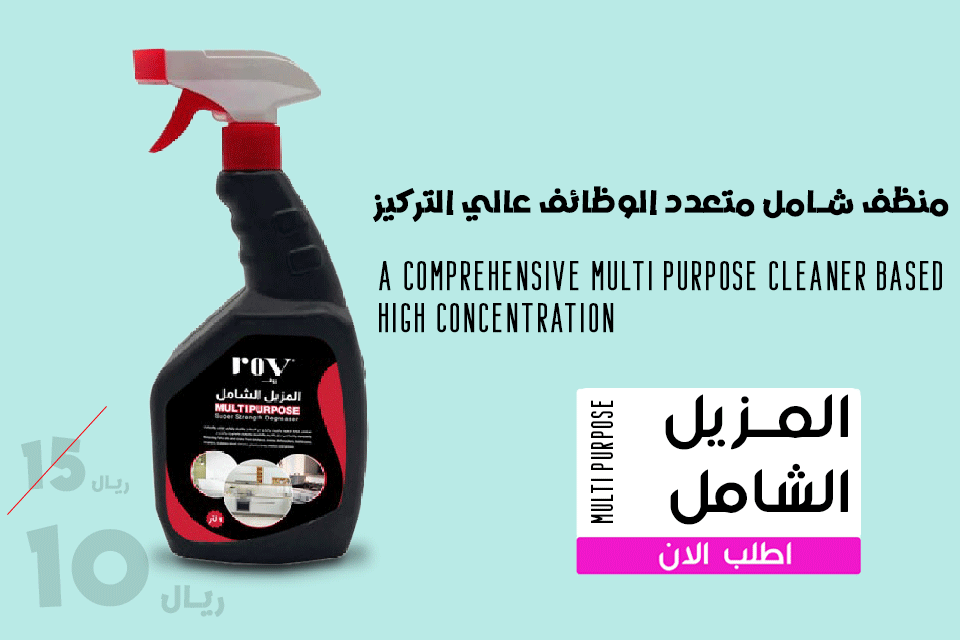 منظف شامل متعدد الوظائف عالي التركيز
A COMPREHENSIVE MULTI PURPOSE CLEANER BASED
HIGH CONCENTRATION
rov
المزيل الشامل
MULTIPURPOSE
Super Strength Degreaser
15 ريال
10 ريال
المزيل
الشامل
MULTI PURPOSE
اطلب الان